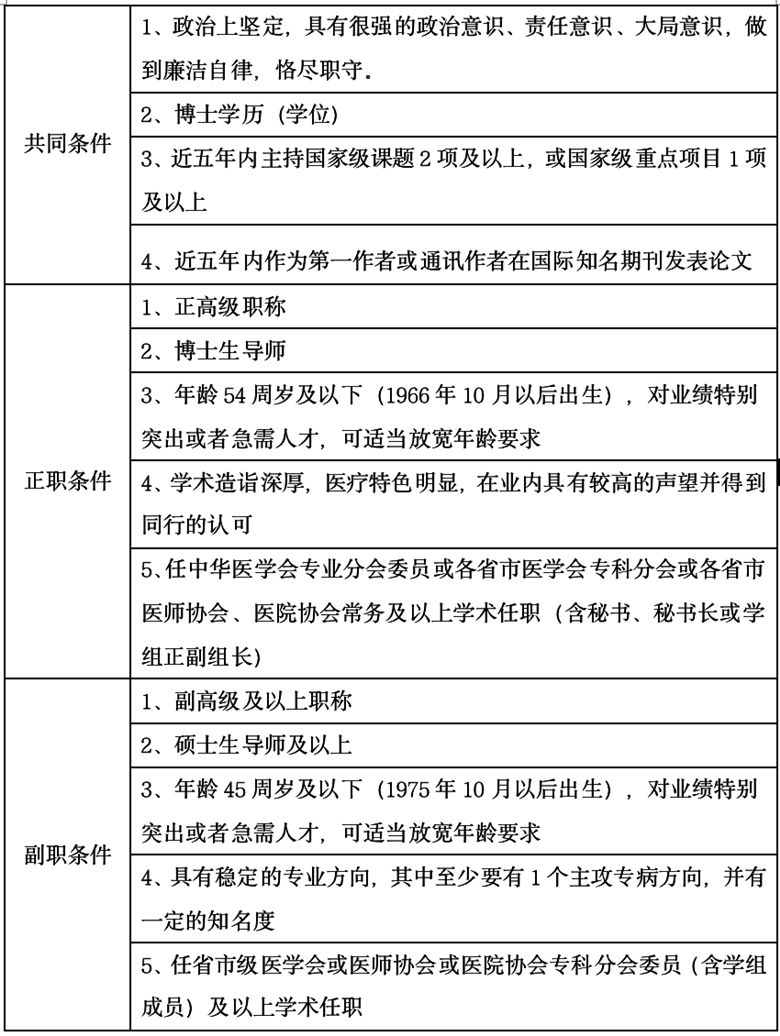 共同条件
1、政治上坚定，具有很强的政治意识、责任意识、大局意识，做
到廉洁自律，恪尽职守。
2、博士学历（学位）
3、近五年内主持国家级课题 2 项及以上，或国家级重点项目 1 项
及以上
4、近五年内作为第一作者或通讯作者在国际知名期刊发表论文
正职条件
1、正高级职称
2、博士生导师
3、年龄 54 周岁及以下（1966 年 10 月以后出生），对业绩特别
突出或者急需人才，可适当放宽年龄要求
4、学术造诣深厚，医疗特色明显，在业内具有较高的声望并得到
同行的认可
5、任中华医学会专业分会委员或各省市医学会专科分会或各省市
医师协会、医院协会常务及以上学术任职（含秘书、秘书长或学
组正副组长）
副职条件
1、副高级及以上职称
2、硕士生导师及以上
3、年龄 45 周岁及以下（1975 年 10 月以后出生），对业绩特别
突出或者急需人才，可适当放宽年龄要求
4、具有稳定的专业方向，其中至少要有 1 个主攻专病方向，并有
一定的知名度
5、任省市级医学会或医师协会或医院协会专科分会委员（含学组
成员）及以上学术任职